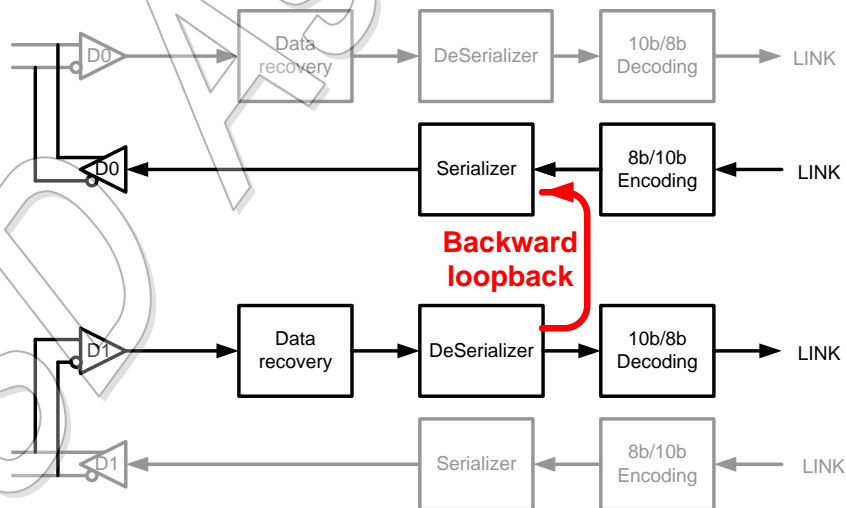 D0
Data
recovery
DeSerializer
10b/8b
Decoding
LINK
D0
Serializer
8b/10b
Encoding
LINK
Backward
loopback
D1
Data
recovery
DeSerializer
10b/8b
Decoding
LINK
D1
Serializer
8b/10b
Encoding
LINK